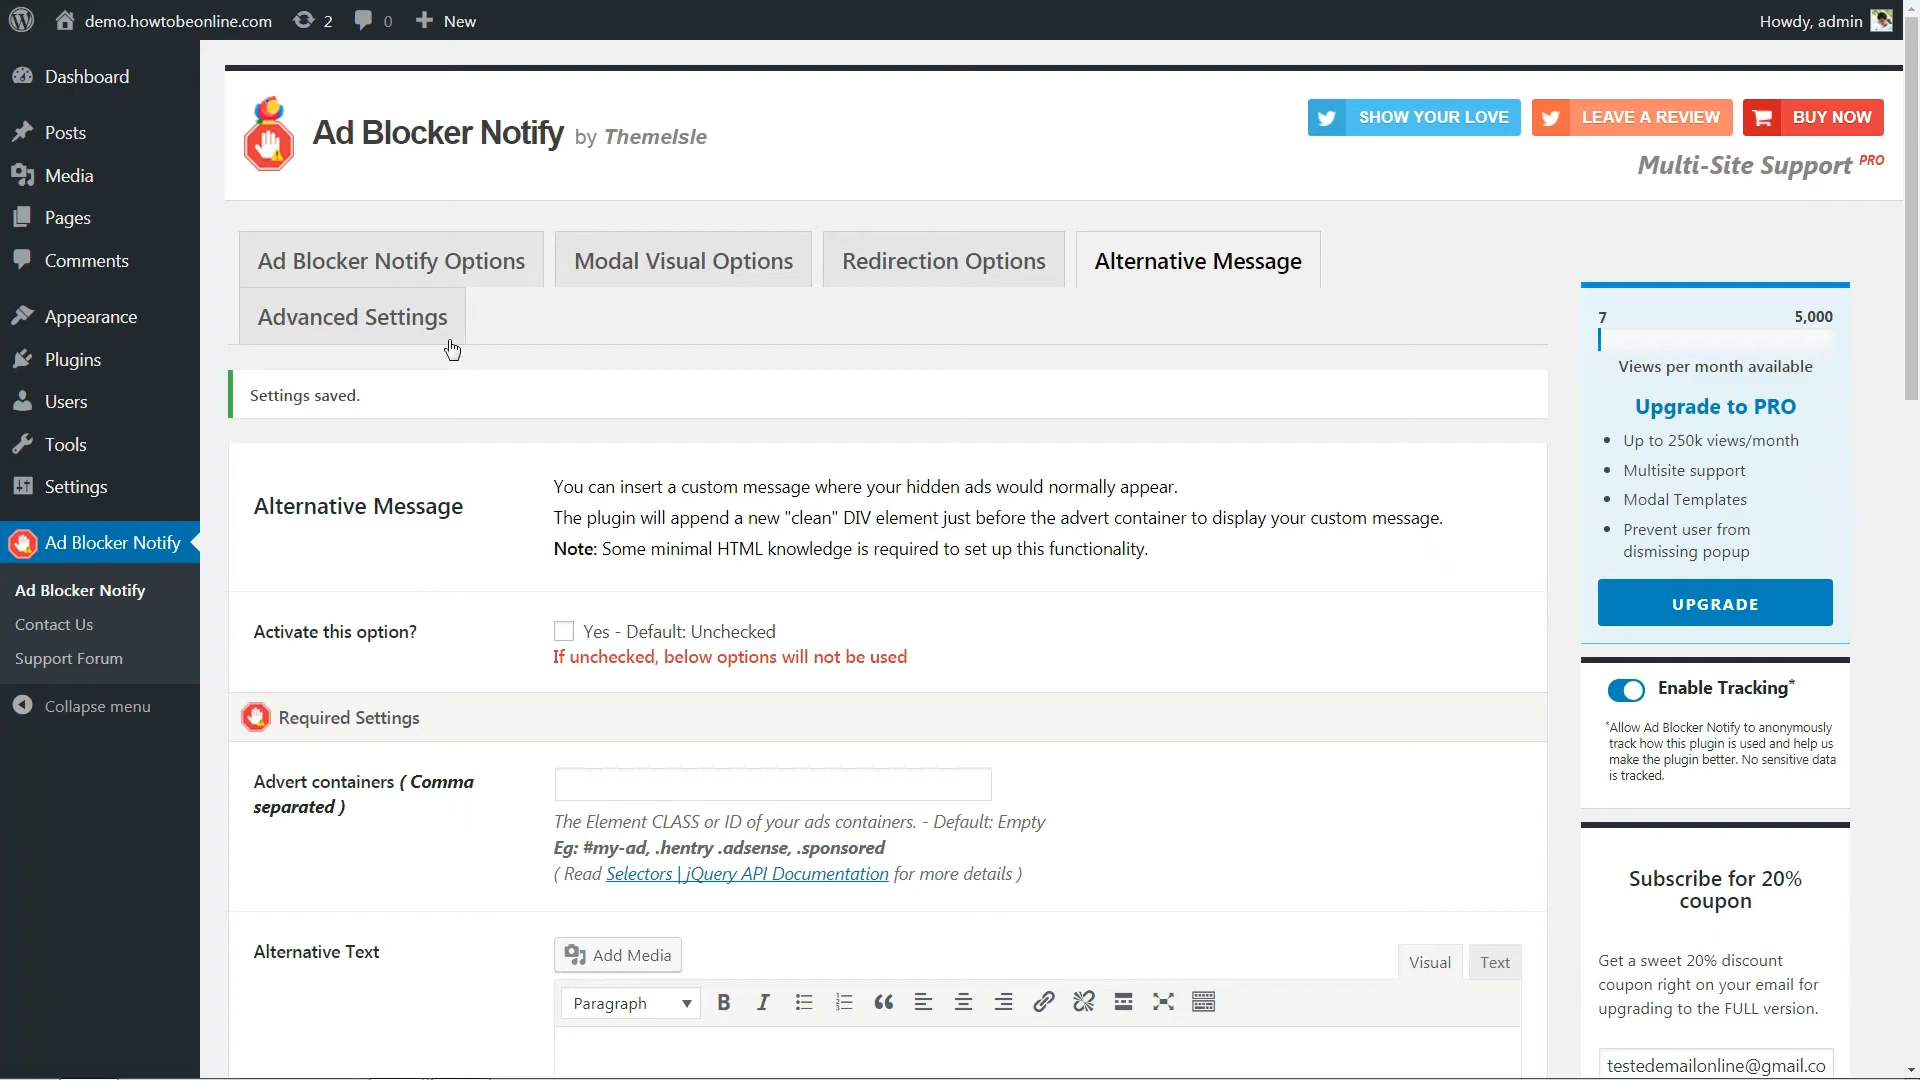 demo.howtobeonline.com 2 0 New Howdy, admin
Dashboard
Posts
Media
Pages
Comments
Appearance
Plugins
Users
Tools
Settings
Ad Blocker Notify
Ad Blocker Notify
Contact Us
Support Forum
Collapse menu
Ad Blocker Notify by ThemeIsle
SHOW YOUR LOVE LEAVE A REVIEW BUY NOW
Multi-Site Support PRO
Ad Blocker Notify Options Modal Visual Options Redirection Options Alternative Message
Advanced Settings
Settings saved.
Alternative Message
You can insert a custom message where your hidden ads would normally appear.
The plugin will append a new "clean" DIV element just before the advert container to display your custom message.
Note: Some minimal HTML knowledge is required to set up this functionality.
Activate this option?
Yes - Default: Unchecked
If unchecked, below options will not be used
Required Settings
Advert containers ( Comma
separated )
The Element CLASS or ID of your ads containers. - Default: Empty
Eg: #my-ad, .hentry .adsense, .sponsored
( Read Selectors | jQuery API Documentation for more details )
Alternative Text
Add Media
Visual Text
Paragraph
7 5,000
Views per month available
Upgrade to PRO
Up to 250k views/month
Multisite support
Modal Templates
Prevent user from
dismissing popup
UPGRADE
Enable Tracking*
*Allow Ad Blocker Notify to anonymously
track how this plugin is used and help us
make the plugin better. No sensitive data
is tracked.
Subscribe for 20%
coupon
Get a sweet 20% discount
coupon right on your email for
upgrading to the FULL version.
testedemailonline@gmail.co